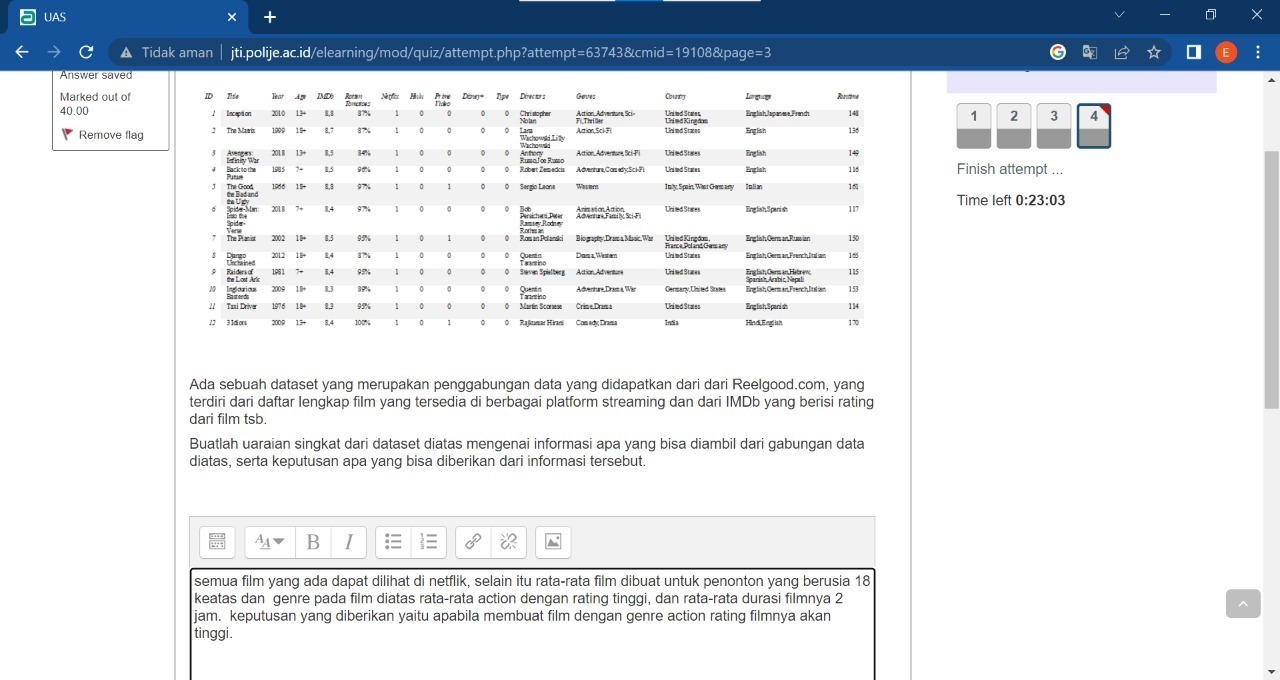 UAS
Tidak aman | jti.polije.ac.id/elearning/mod/quiz/attempt.php?attempt=63743&cmid=19108&page=3
E
Answer saved
Marked out of
40.00
Remove flag
ID Title Year Age IMDb Rotten Tomatoes Netflix Hulu Prime Video Disney+ Type Directors Genres Country Language Runtime
1 Inception 2010 13+ 8,8 87% 1 0 0 0 0 Christopher Nolan Action,Adventure,Sci-Fi,Thriller United States,United Kingdom English,Japanese,French 148
2 The Matrix 1999 18+ 8,7 87% 1 0 0 0 0 Lana Wachowski,Lilly Wachowski Action,Sci-Fi United States English 136
3 Avengers: Infinity War 2018 13+ 8,5 84% 1 0 0 0 0 Anthony Russo,Joe Russo Action,Adventure,Sci-Fi United States English 149
4 Back to the Future 1985 7+ 8,5 96% 1 0 0 0 0 Robert Zemeckis Adventure,Comedy,Sci-Fi United States English 116
5 The Good, the Bad and the Ugly 1966 18+ 8,8 97% 1 0 1 0 0 Sergio Leone Western Italy,Spain,West Germany Italian 161
6 Spider-Man: Into the Spider-Verse 2018 7+ 8,4 97% 1 0 0 0 0 Bob Persichetti,Peter Ramsey,Rodney Rothman Animation,Action,Adventure,Family,Sci-Fi United States English,Spanish 117
7 The Pianist 2002 18+ 8,5 95% 1 0 1 0 0 Roman Polanski Biography,Drama,Music,War United Kingdom,France,Poland,Germany English,German,Russian 150
8 Django Unchained 2012 18+ 8,4 87% 1 0 0 0 0 Quentin Tarantino Drama,Western United States English,German,French,Italian 165
9 Raiders of the Lost Ark 1981 7+ 8,4 95% 1 0 0 0 0 Steven Spielberg Action,Adventure United States English,German,Hebrew,Spanish,Arabic,Nepali 115
10 Inglourious Basterds 2009 18+ 8,3 89% 1 0 0 0 0 Quentin Tarantino Adventure,Drama,War Germany,United States English,German,French,Italian 153
11 Taxi Driver 1976 18+ 8,3 95% 1 0 0 0 0 Martin Scorsese Crime,Drama United States English,Spanish 114
12 3 Idiots 2009 13+ 8,4 100% 1 0 1 0 0 Rajkumar Hirani Comedy,Drama India Hindi,English 170
Ada sebuah dataset yang merupakan penggabungan data yang didapatkan dari dari Reelgood.com, yang
terdiri dari daftar lengkap film yang tersedia di berbagai platform streaming dan dari IMDb yang berisi rating
dari film tsb.
Buatlah uaraian singkat dari dataset diatas mengenai informasi apa yang bisa diambil dari gabungan data
diatas, serta keputusan apa yang bisa diberikan dari informasi tersebut.
B I
semua film yang ada dapat dilihat di netflik, selain itu rata-rata film dibuat untuk penonton yang berusia 18
keatas dan genre pada film diatas rata-rata action dengan rating tinggi, dan rata-rata durasi filmnya 2
jam. keputusan yang diberikan yaitu apabila membuat film dengan genre action rating filmnya akan
tinggi.
1 2 3 4
Finish attempt ...
Time left 0:23:03